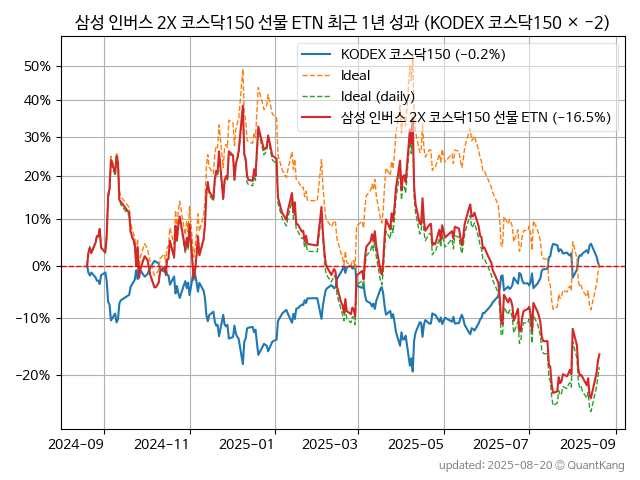 삼성 인버스 2X 코스닥150 선물 ETN 최근 1년 성과 (KODEX 코스닥150 × −2)
KODEX 코스닥150 (−0.2%)
Ideal
Ideal (daily)
삼성 인버스 2X 코스닥150 선물 ETN (−16.5%)
50%
40%
30%
20%
10%
0%
−10%
−20%
2024−09 2024−11 2025−01 2025−03 2025−05 2025−07 2025−09
updated: 2025−08−20 © QuantKang